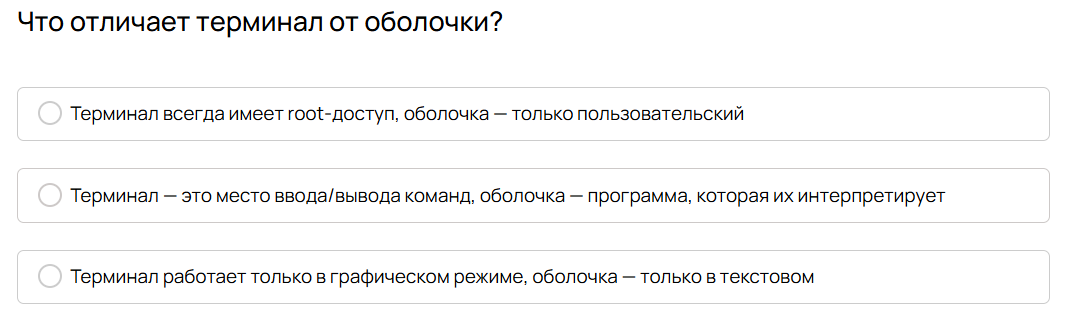 Что отличает терминал от оболочки?
Терминал всегда имеет root-доступ, оболочка — только пользовательский
Терминал — это место ввода/вывода команд, оболочка — программа, которая их интерпретирует
Терминал работает только в графическом режиме, оболочка — только в текстовом